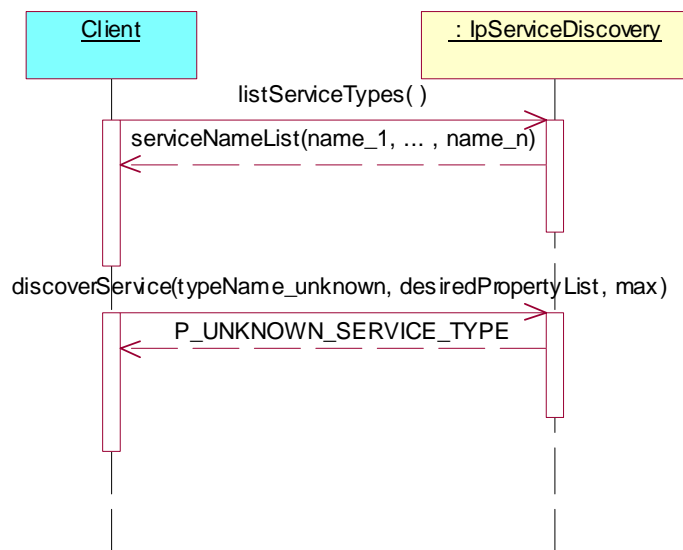 Client
: IpServiceDiscovery
listServiceTypes( )
serviceNameList(name_1, ... , name_n)
discoverService(typeName_unknown, desiredPropertyList, max)
P_UNKNOWN_SERVICE_TYPE